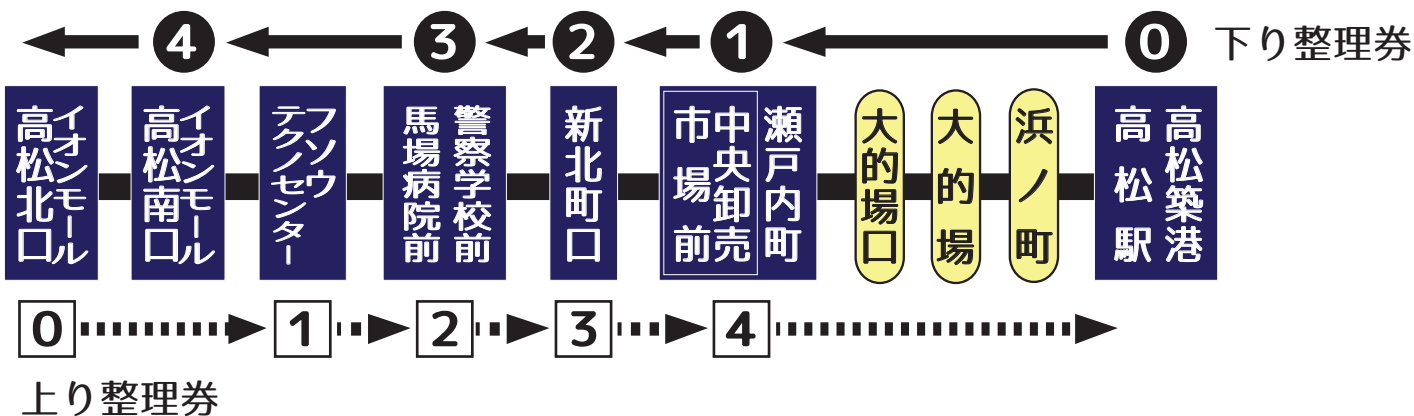 4
3
2
1
0
下り整理券
イオンモール
高松北口
イオンモール
高松南口
フソウ
テクノセンター
警察学校前
馬場病院前
新北町口
瀬戸内町
中央卸売
市場前
大的場口
大的場
浜ノ町
高松築港
高松駅
0
1
2
3
4
上り整理券